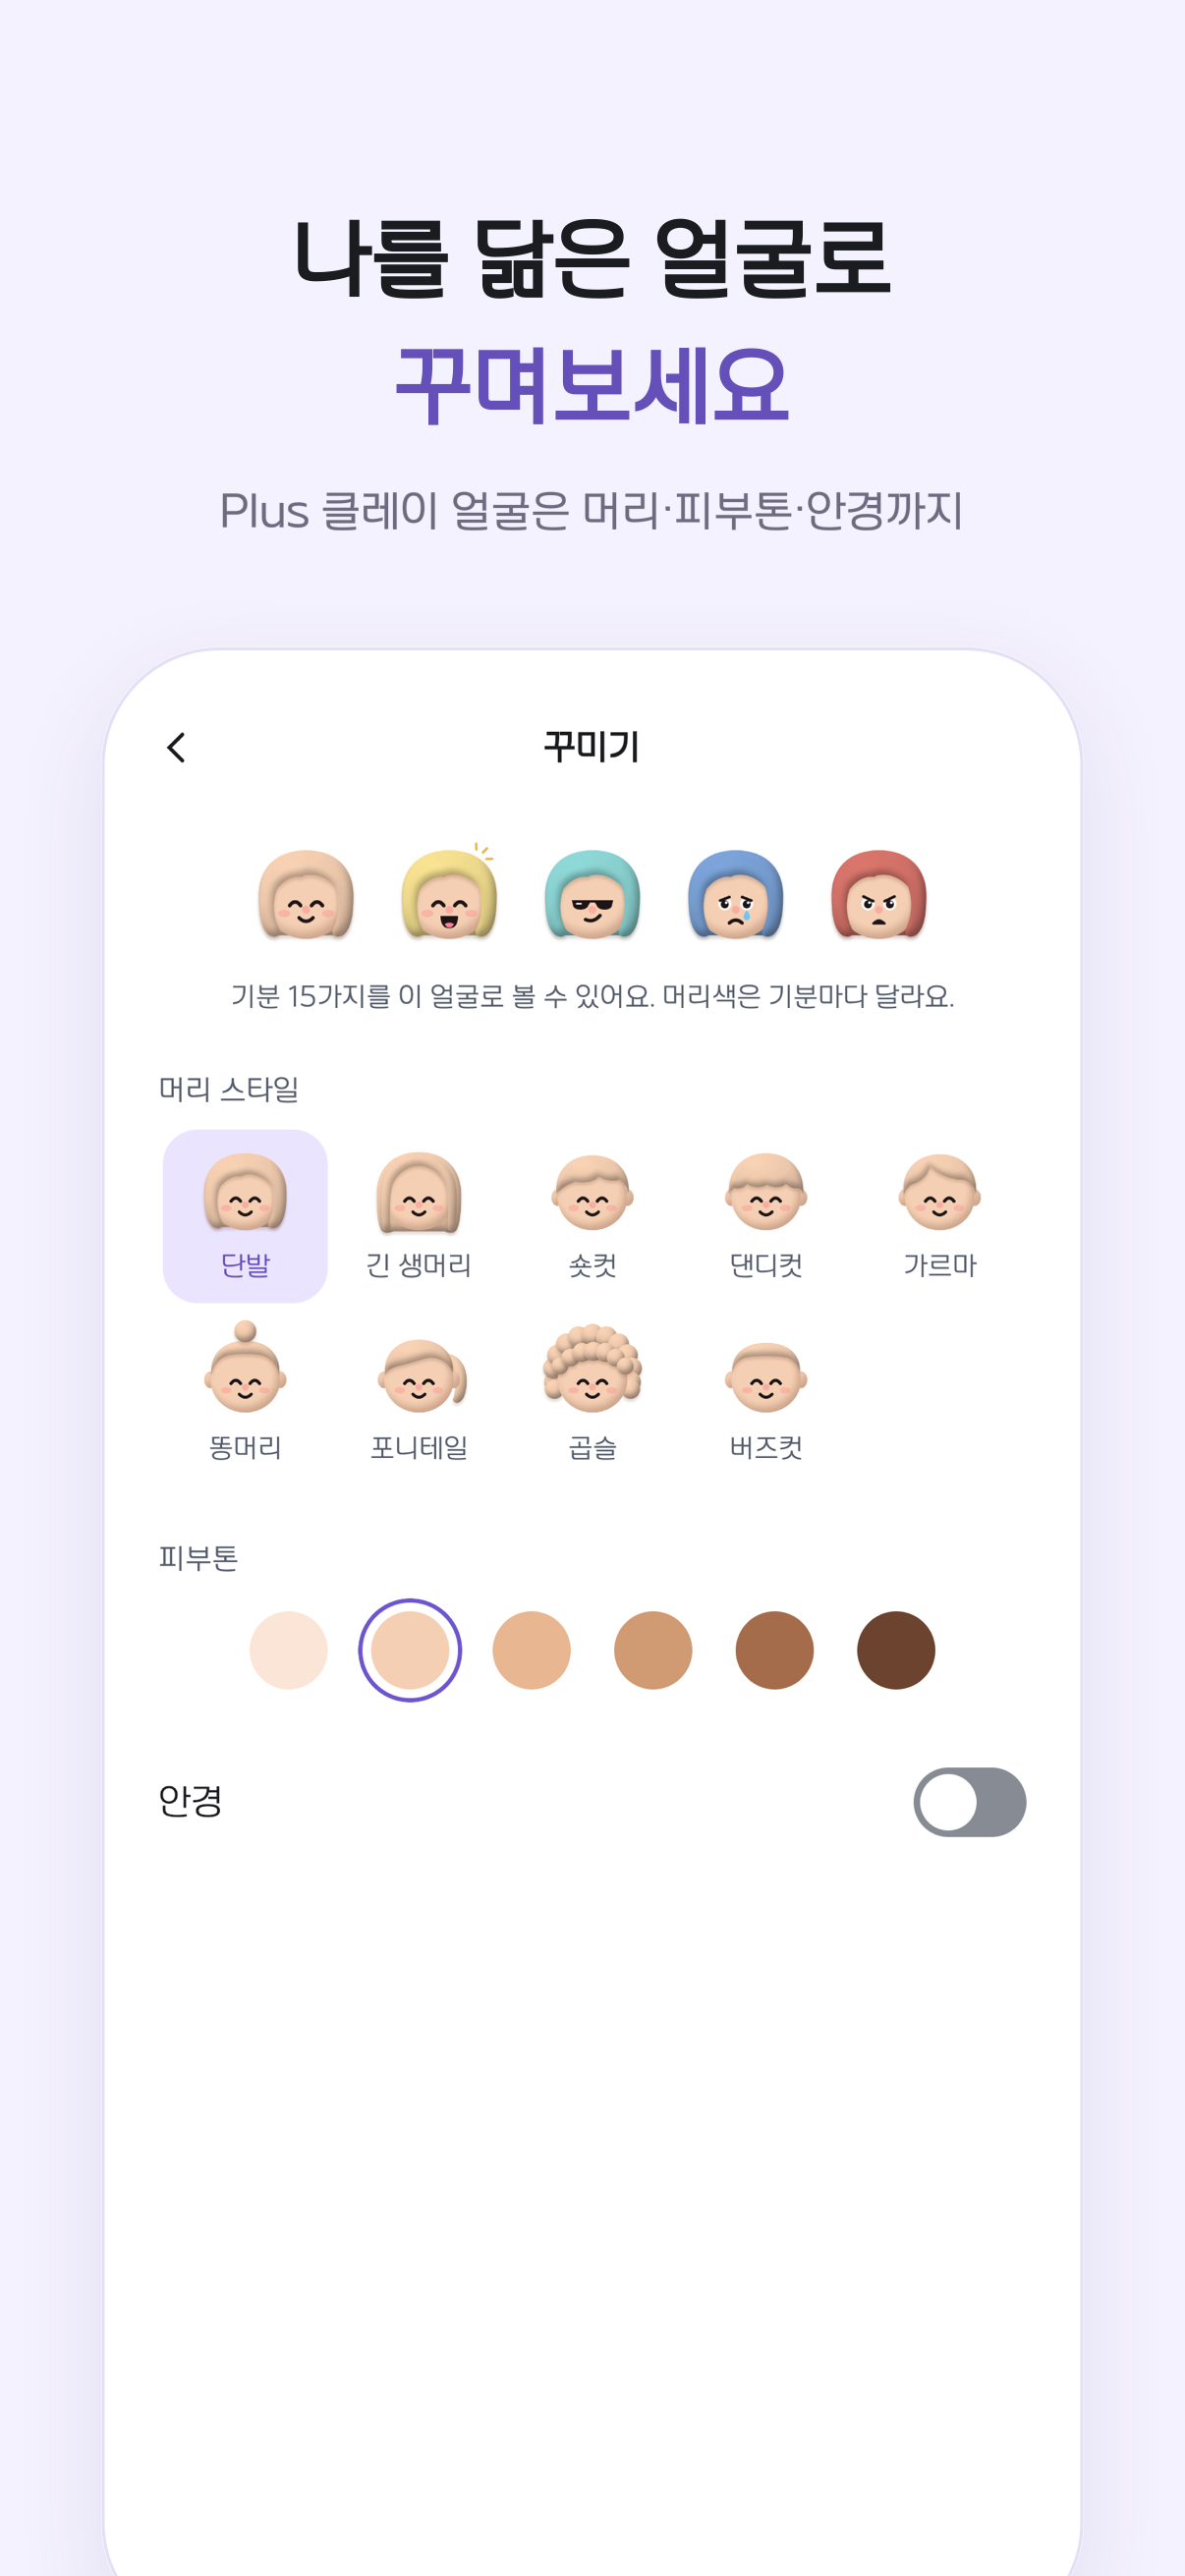 나를 닮은 얼굴로
꾸며보세요
Plus 클레이 얼굴은 머리·피부톤·안경까지
꾸미기
기분 15가지를 이 얼굴로 볼 수 있어요. 머리색은 기분마다 달라요.
머리 스타일
단발
긴 생머리
숏컷
댄디컷
가르마
똥머리
포니테일
곱슬
버즈컷
피부톤
안경